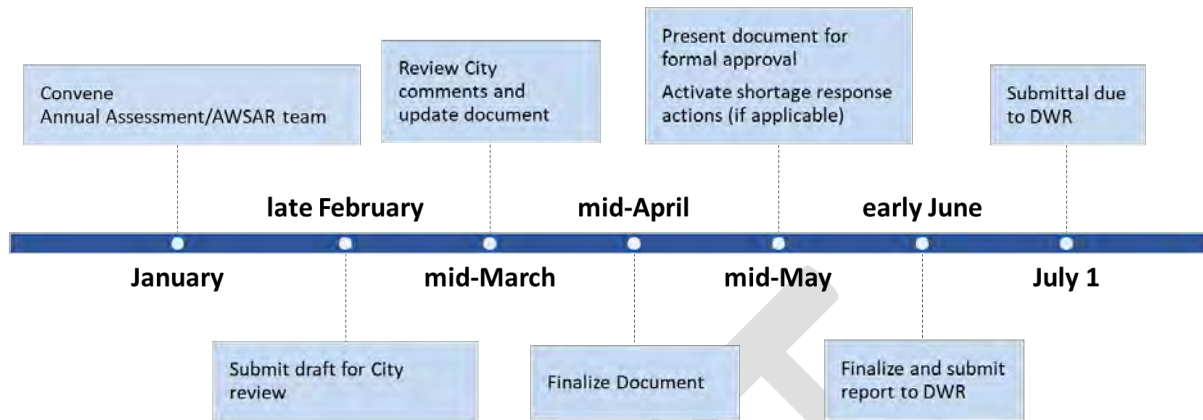 Convene
Annual Assessment/AWSAR team
Review City
comments and
update document
Present document for
formal approval
Activate shortage response
actions (if applicable)
Submittal due
to DWR
late February
mid-April
early June
January
mid-March
mid-May
July 1
Submit draft for City
review
Finalize Document
Finalize and submit
report to DWR